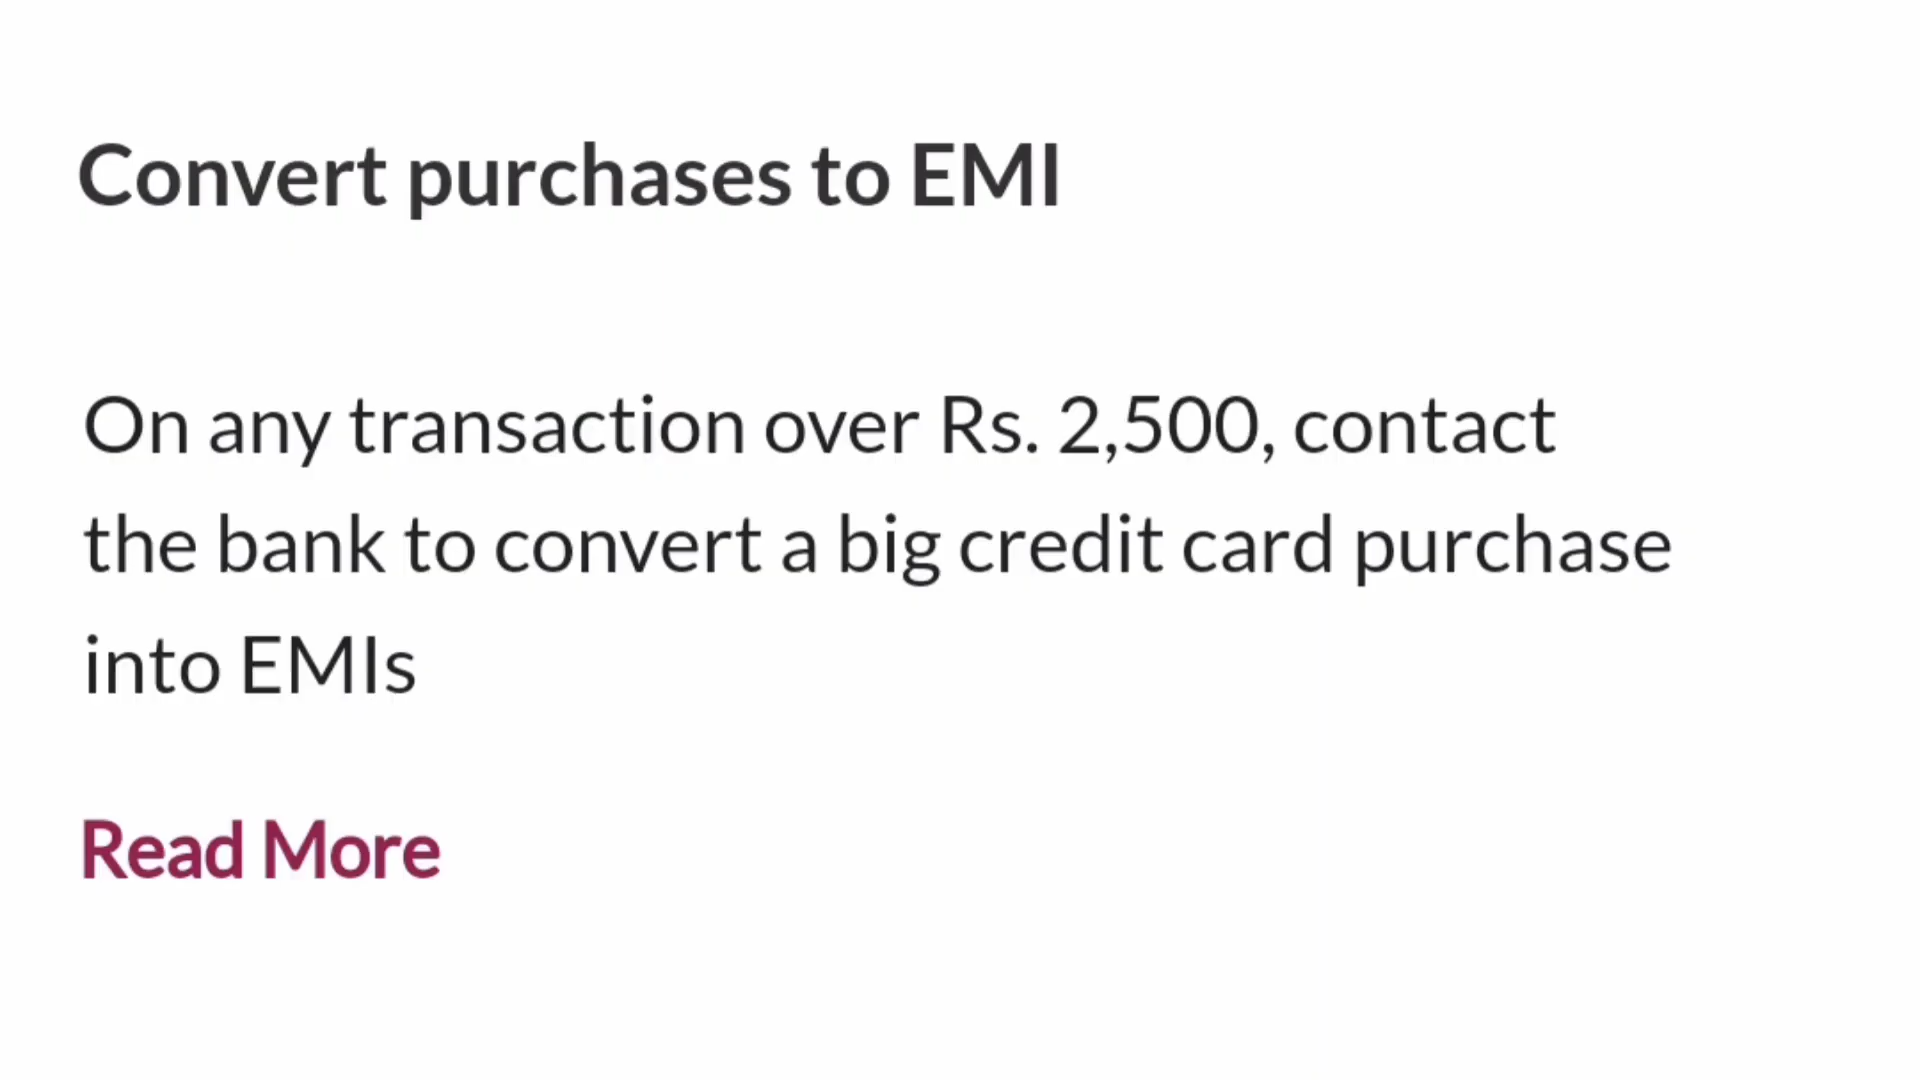 Convert purchases to EMI
On any transaction over Rs. 2,500, contact
the bank to convert a big credit card purchase
into EMIs
Read More